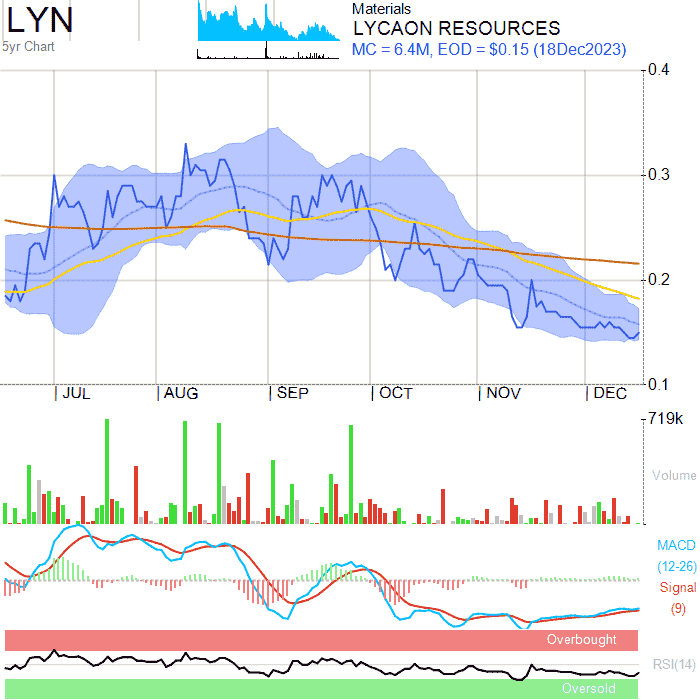 LYN
5yr Chart
Materials
LYCAON RESOURCES
MC = 6.4M, EOD = $0.15 (18Dec2023)
0.4
0.3
0.2
0.1
JUL AUG SEP OCT NOV DEC
719k
Volume
MACD
(12-26)
Signal
(9)
Overbought
RSI(14)
Oversold